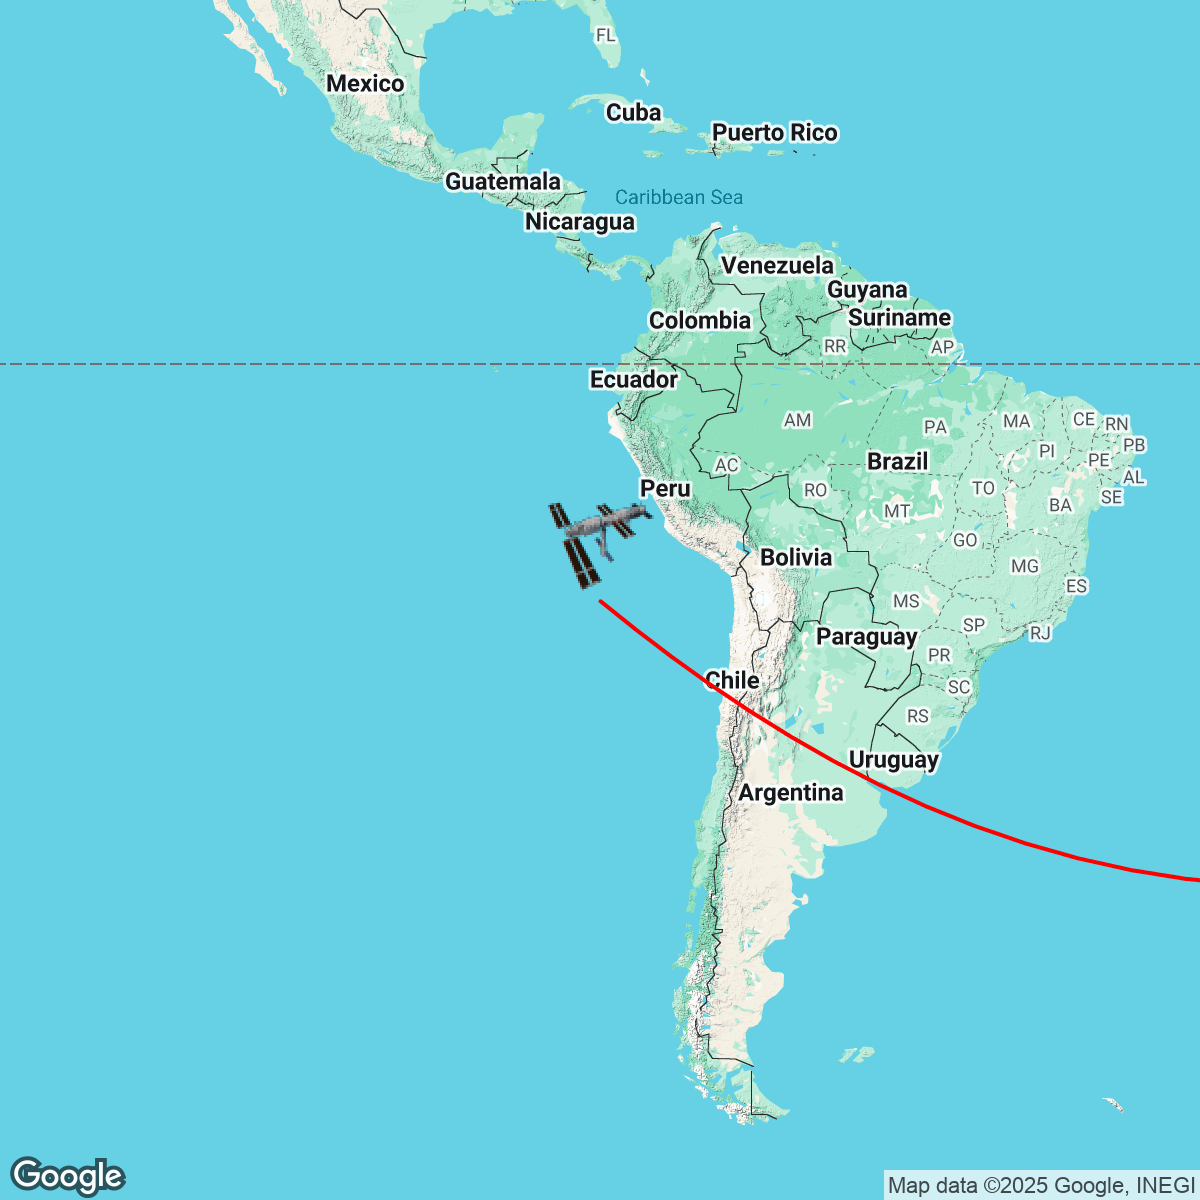 FL
Mexico
Cuba
Puerto Rico
Guatemala
Caribbean Sea
Nicaragua
Venezuela
Guyana
Suriname
Colombia
RR
AP
Ecuador
AM
PA
MA
CE
RN
PB
PI
PE
AL
AC
Brazil
TO
SE
Peru
RO
MT
BA
GO
Bolivia
MG
ES
MS
SP
RJ
Paraguay
PR
Chile
SC
RS
Uruguay
Argentina
Google
Map data ©2025 Google, INEGI